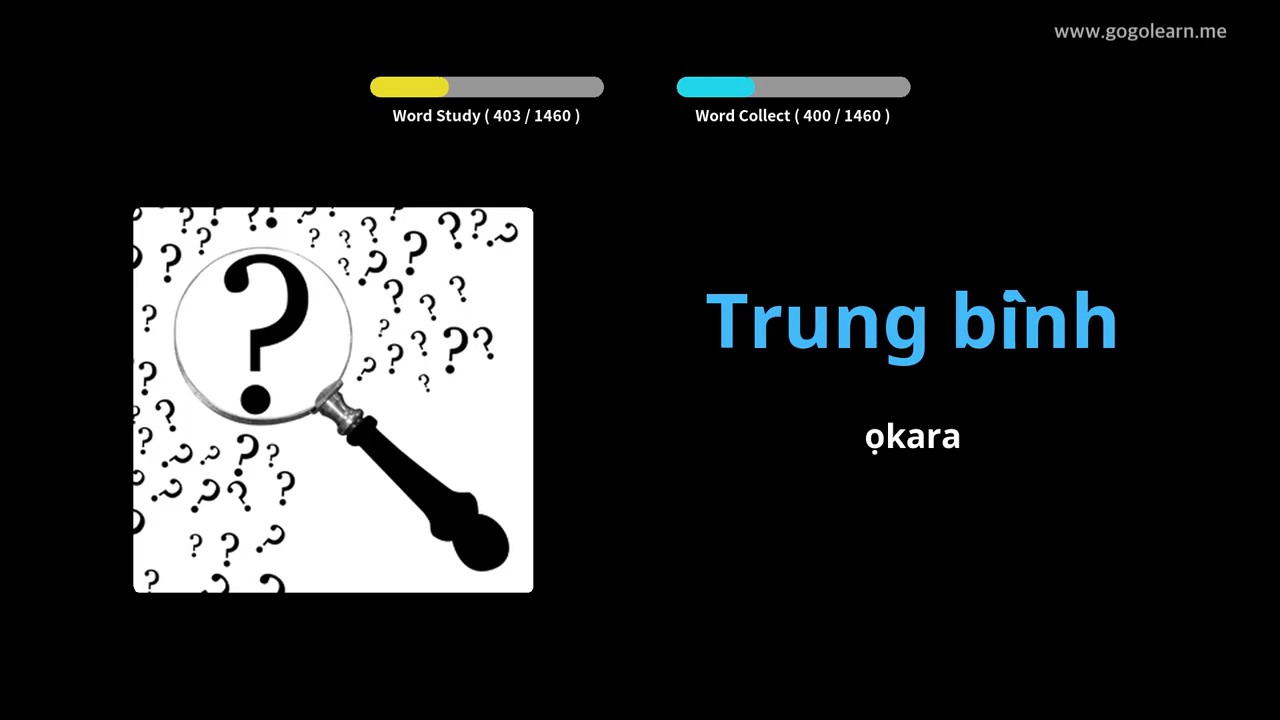 www.gogolearn.me
Word Study ( 403 / 1460 )
Word Collect ( 400 / 1460 )
Trung bình
ọkara